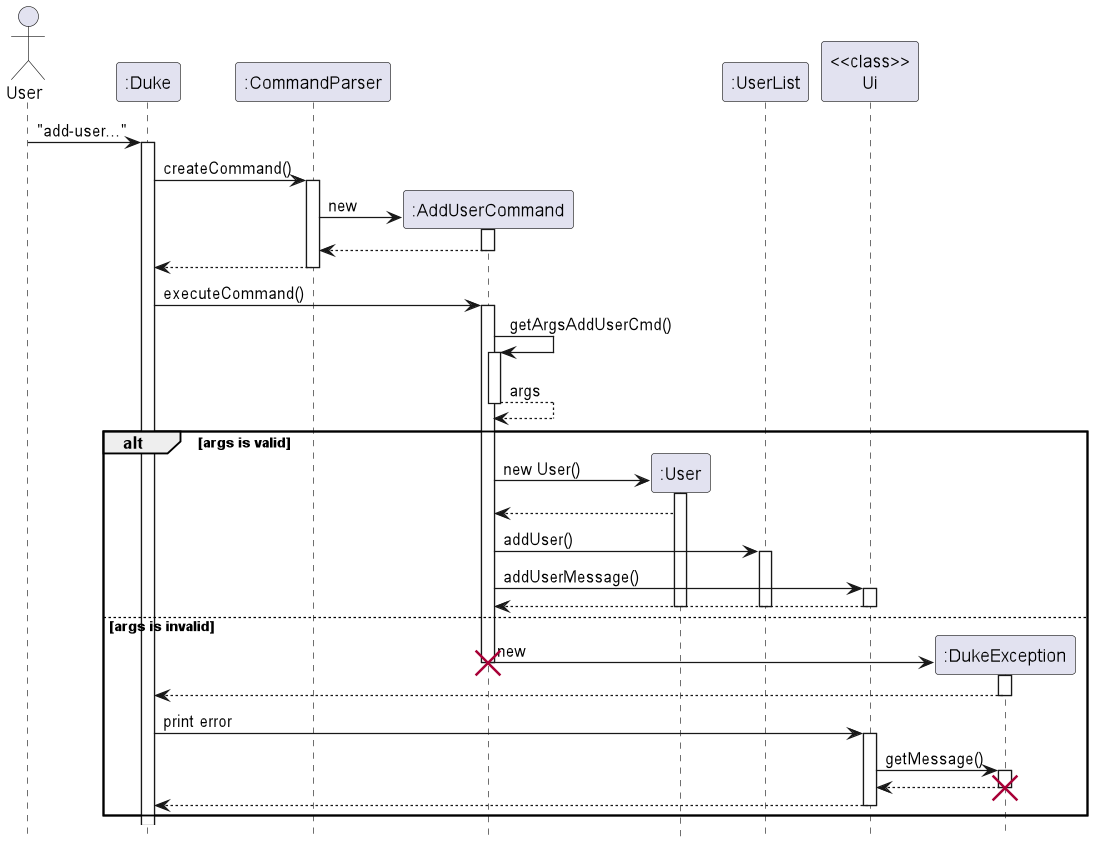 User
:Duke
:CommandParser
:UserList
<<class>>
Ui
"add-user..."
createCommand()
new
:AddUserCommand
executeCommand()
getArgsAddUserCmd()
args
alt
[args is valid]
new User()
:User
addUser()
addUserMessage()
[args is invalid]
new
:DukeException
print error
getMessage()